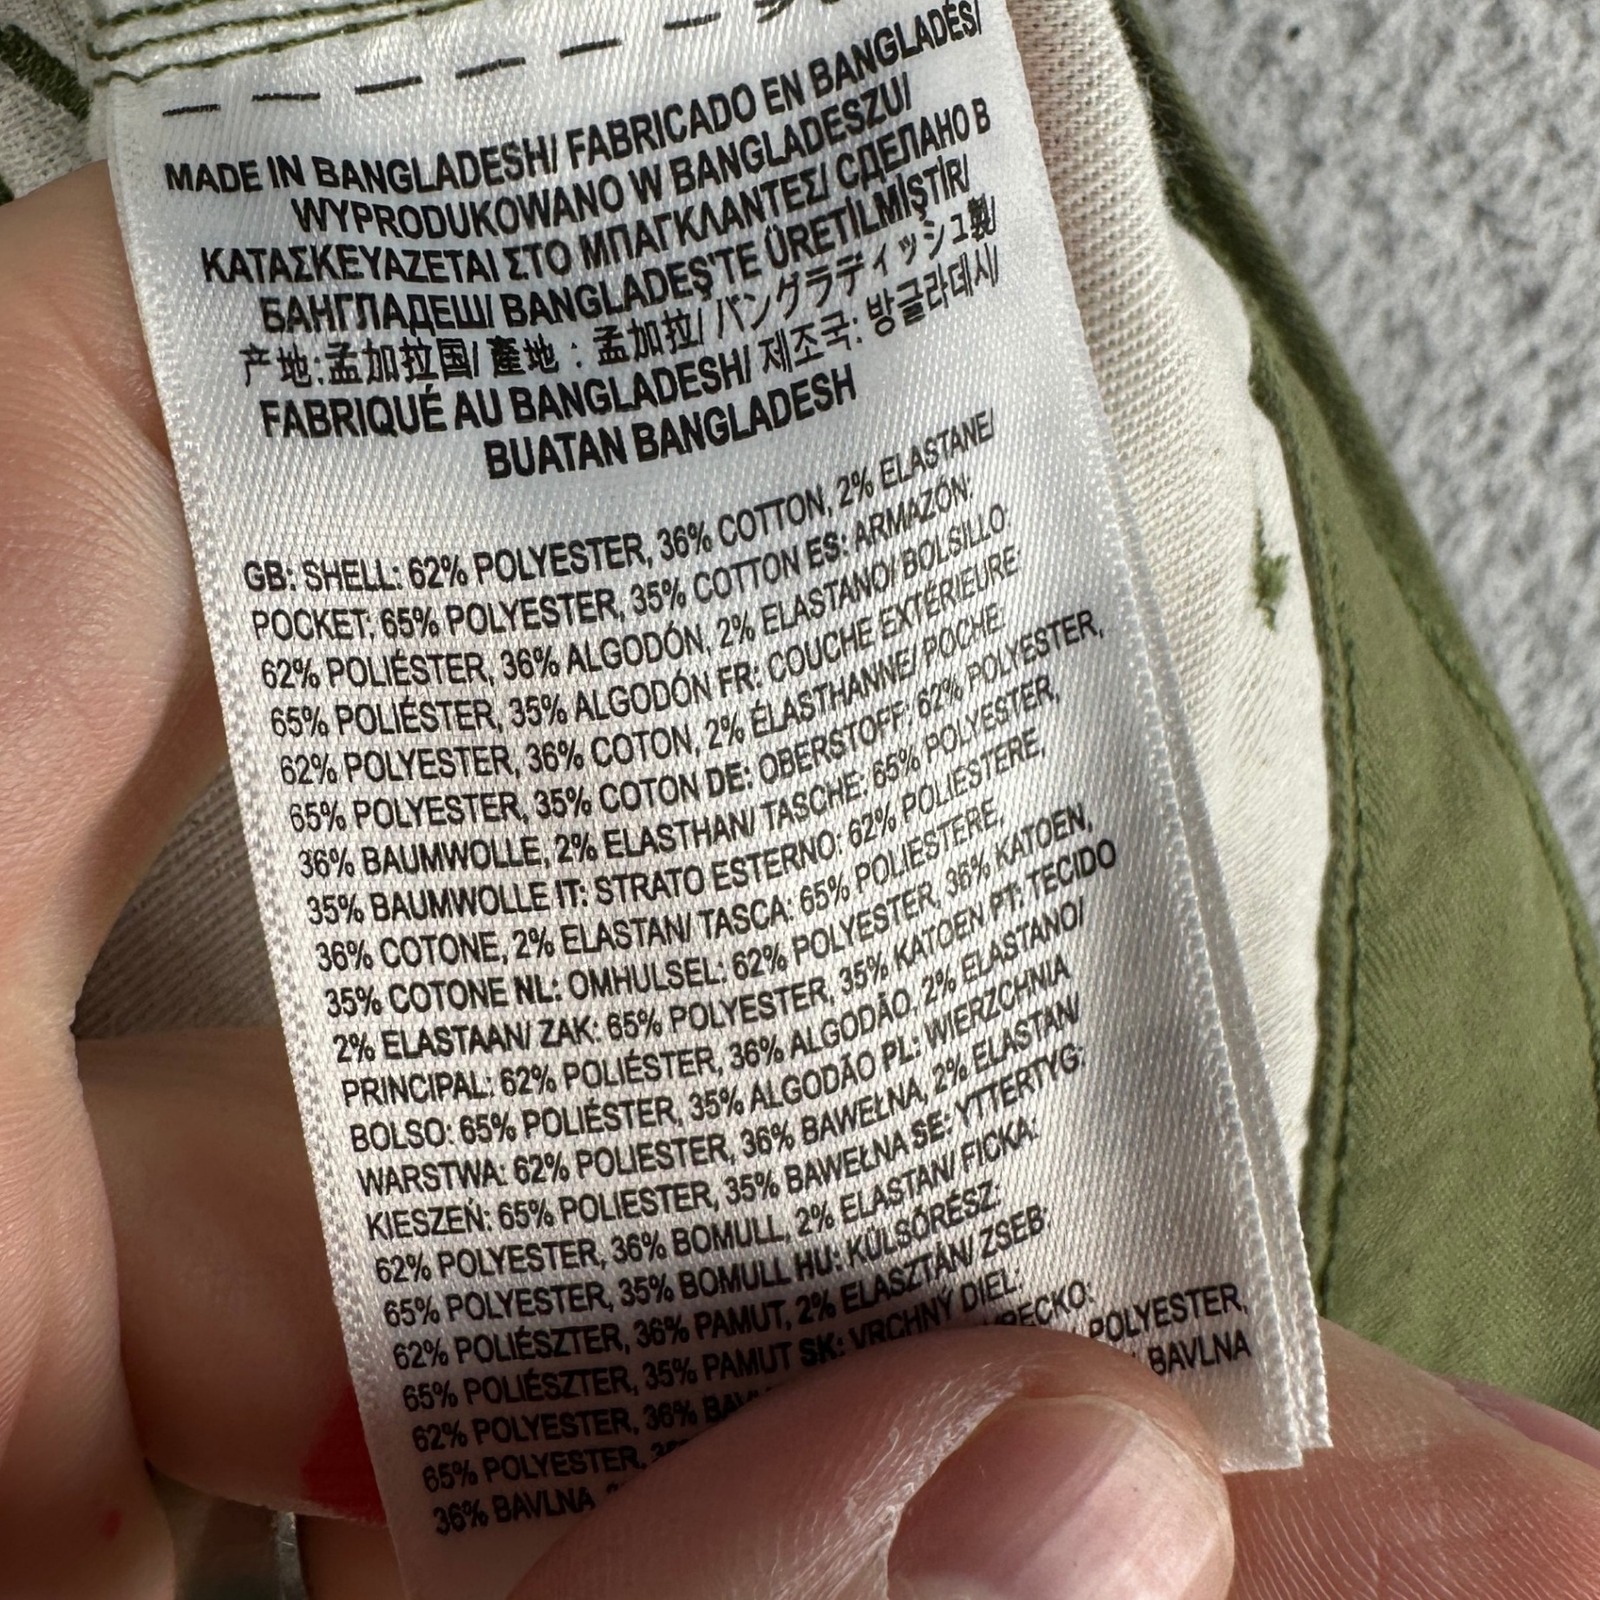 MADE IN BANGLADESH/ FABRICADO EN BANGLADÉS/
WYPRODUKOWANO W BANGLADESZU/
ΚΑΤΑΣΚΕΥΑΖΕΤΑΙ ΣΤΟ ΜΠΑΓΚΛΑΝΤΕΣ/ СДЕЛАНО В
БАНГЛАДЕШ/ BANGLADEŞ'TE ÜRETİLMİŞTİR/
产地:孟加拉国/ 產地 : 孟加拉/ バングラディッシュ製/
FABRIQUÉ AU BANGLADESH/ 제조국: 방글라데시/
BUATAN BANGLADESH
GB: SHELL: 62% POLYESTER, 36% COTTON, 2% ELASTANE/
POCKET: 65% POLYESTER, 35% COTTON ES: ARMAZÓN:
62% POLIÉSTER, 36% ALGODÓN, 2% ELASTANO/ BOLSILLO:
65% POLIÉSTER, 35% ALGODÓN FR: COUCHE EXTÉRIEURE
62% POLYESTER, 36% COTON, 2% ÉLASTHANNE/ POCHE:
65% POLYESTER, 35% COTON DE: OBERSTOFF: 62% POLYESTER,
36% BAUMWOLLE, 2% ELASTHAN/ TASCHE: 65% POLYESTER,
35% BAUMWOLLE IT: STRATO ESTERNO: 62% POLIESTERE,
36% COTONE, 2% ELASTAN/ TASCA: 65% POLIESTERE,
35% COTONE NL: OMHULSEL: 62% POLYESTER, 36% KATOEN,
2% ELASTAAN/ ZAK: 65% POLYESTER, 35% KATOEN PT: TECIDO
PRINCIPAL: 62% POLIÉSTER, 36% ALGODÃO, 2% ELASTANO/
BOLSO: 65% POLIÉSTER, 35% ALGODÃO PL: WIERZCHNIA
WARSTWA: 62% POLIESTER, 36% BAWEŁNA, 2% ELASTAN/
KIESZEŃ: 65% POLIESTER, 35% BAWEŁNA SE: YTTERTYG:
62% POLYESTER, 36% BOMULL, 2% ELASTAN/ FICKA:
65% POLYESTER, 35% BOMULL HU: KÜLSŐRÉSZ:
62% POLIÉSZTER, 36% PAMUT, 2% ELASZTÁN/ ZSEB:
65% POLIÉSZTER, 35% PAMUT SK: VRCHNÝ DIEL:
62% POLYESTER, 36%
65% POLYESTER, POLYESTER,
36% BAVLNA BAVLNA